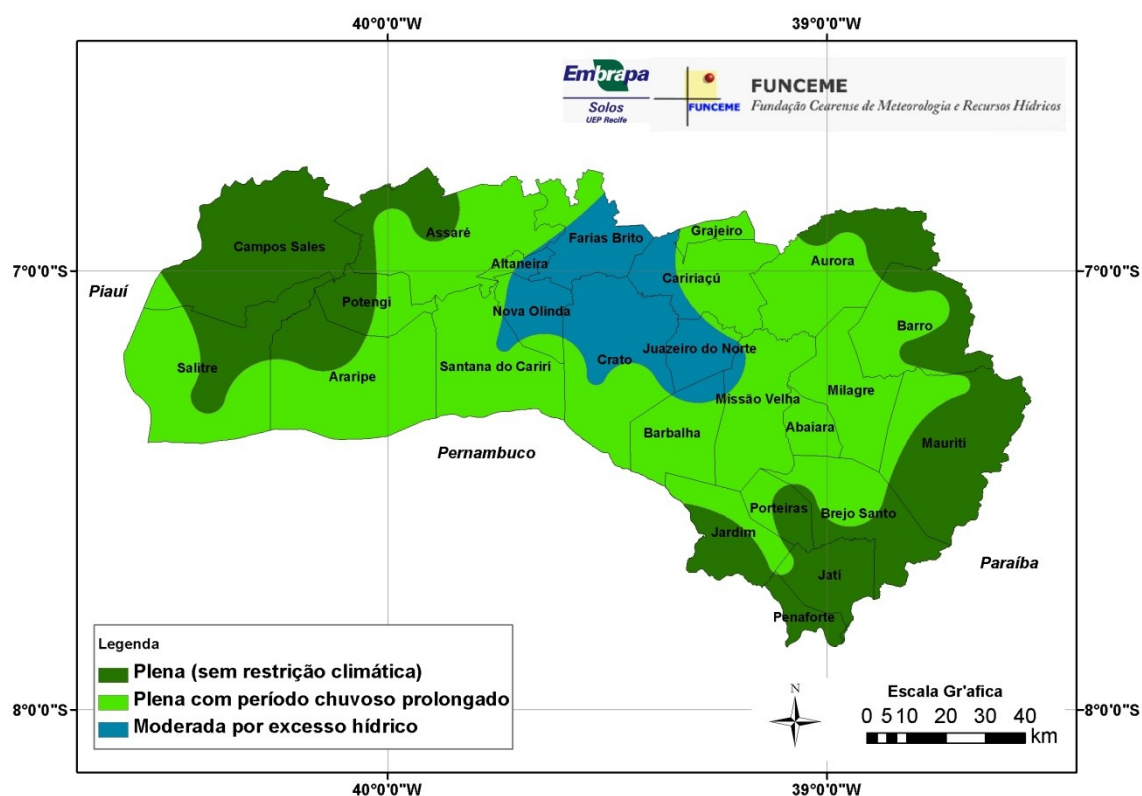 40°0'0"W
39°0'0"W
Embrapa
Solos
UEP Recife
FUNCEME
FUNCEME
Fundação Cearense de Meteorologia e Recursos Hídricos
7°0'0"S
7°0'0"S
Piauí
Campos Sales
Assaré
Altaneira
Farias Brito
Grajeiro
Caririaçú
Aurora
Potengi
Nova Olinda
Barro
Salitre
Araripe
Santana do Cariri
Crato
Juazeiro do Norte
Missão Velha
Milagre
Barbalha
Abaiara
Mauriti
Pernambuco
Porteiras
Brejo Santo
Jardim
Jati
Paraíba
Penaforte
Legenda
Plena (sem restrição climática)
Plena com período chuvoso prolongado
Moderada por excesso hídrico
N
Escala Gr'afica
0 5 10 20 30 40
km
8°0'0"S
8°0'0"S
40°0'0"W
39°0'0"W